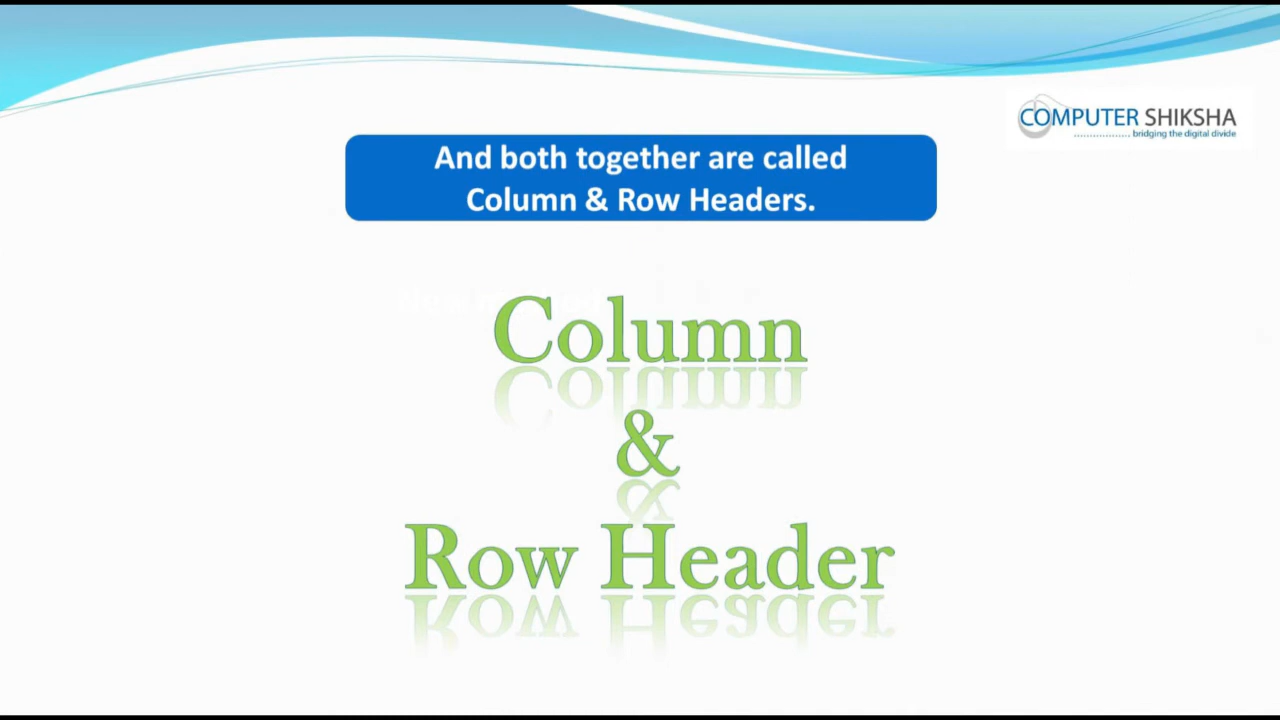 COMPUTER SHIKSHA
bridging the digital divide
And both together are called
Column & Row Headers.
Column
&
Row Header